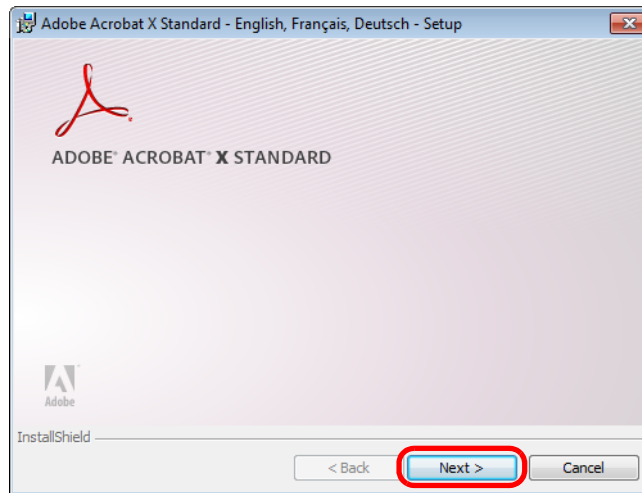 Adobe Acrobat X Standard - English, Français, Deutsch - Setup
ADOBE® ACROBAT® X STANDARD
Adobe
InstallShield
< Back Next > Cancel